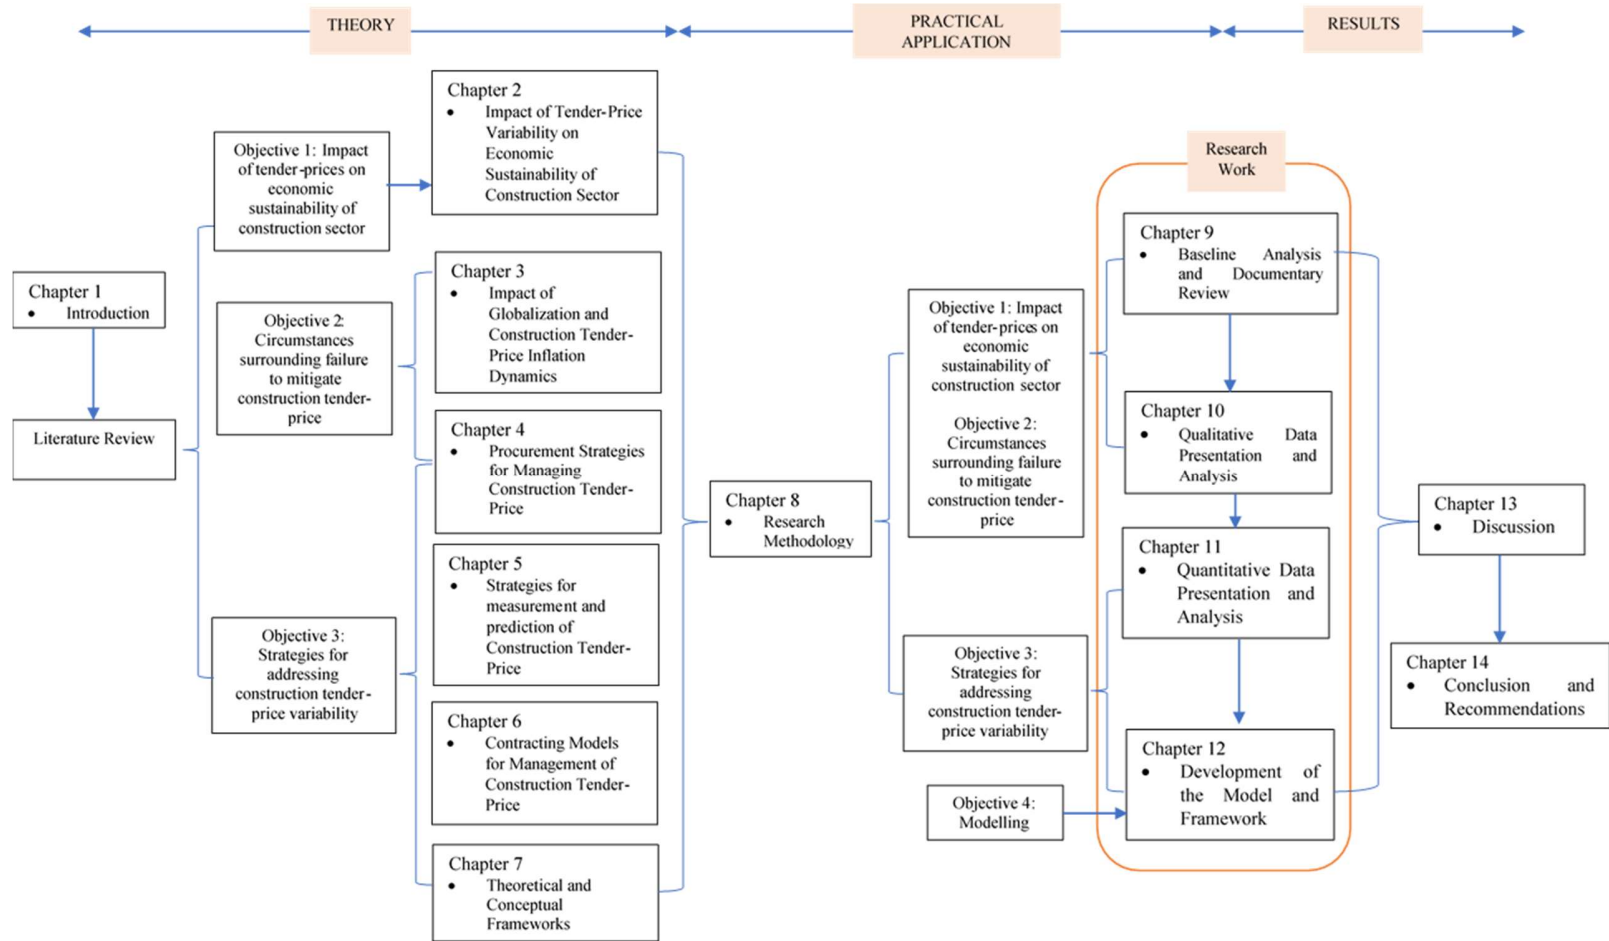 THEORY
PRACTICAL
APPLICATION
RESULTS
Chapter 1
• Introduction
Literature Review
Objective 1: Impact
of tender-prices on
economic
sustainability of
construction sector
Objective 2:
Circumstances
surrounding failure
to mitigate
construction tender-
price
Objective 3:
Strategies for
addressing
construction tender-
price variability
Chapter 2
• Impact of Tender-Price
Variability on
Economic
Sustainability of
Construction Sector
Chapter 3
• Impact of
Globalization and
Construction Tender-
Price Inflation
Dynamics
Chapter 4
• Procurement Strategies
for Managing
Construction Tender-
Price
Chapter 5
• Strategies for
measurement and
prediction of
Construction Tender-
Price
Chapter 6
• Contracting Models
for Management of
Construction Tender-
Price
Chapter 7
• Theoretical and
Conceptual
Frameworks
Chapter 8
• Research
Methodology
Objective 1: Impact
of tender-prices on
economic
sustainability of
construction sector
Objective 2:
Circumstances
surrounding failure
to mitigate
construction tender-
price
Objective 3:
Strategies for
addressing
construction tender-
price variability
Objective 4:
Modelling
Research
Work
Chapter 9
• Baseline Analysis
and Documentary
Review
Chapter 10
• Qualitative Data
Presentation and
Analysis
Chapter 11
• Quantitative Data
Presentation and
Analysis
Chapter 12
• Development of
the Model and
Framework
Chapter 13
• Discussion
Chapter 14
• Conclusion and
Recommendations